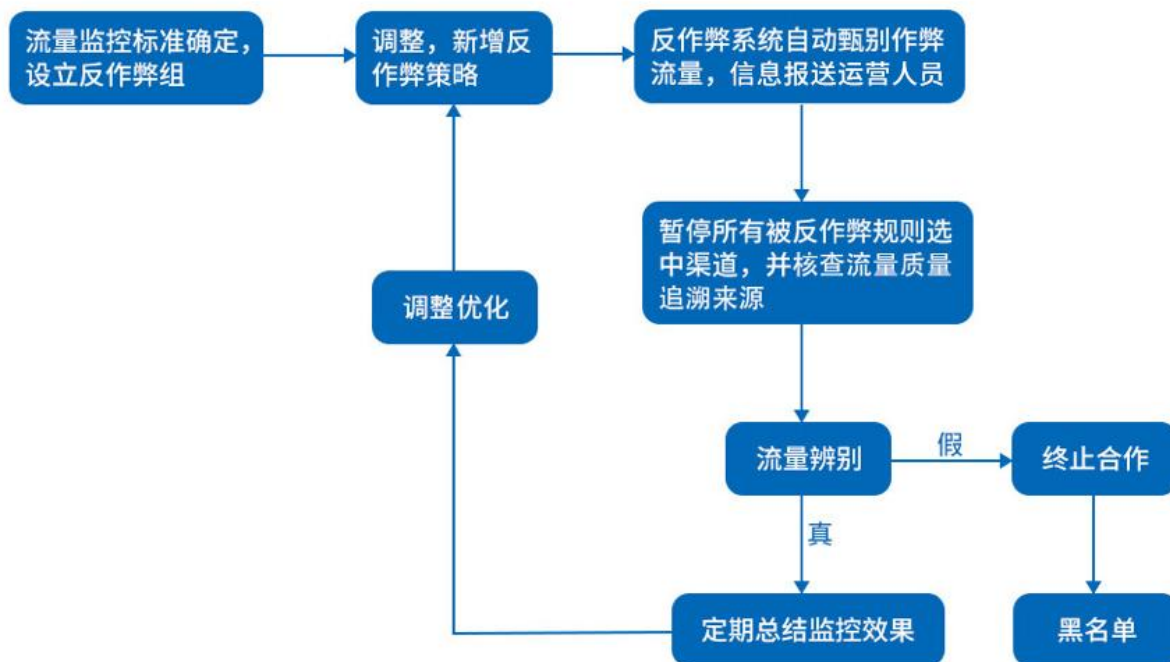 流量监控标准确定，
设立反作弊组
调整，新增反
作弊策略
反作弊系统自动甄别作弊
流量，信息报送运营人员
暂停所有被反作弊规则选
中渠道，并核查流量质量
追溯来源
调整优化
流量辨别
假
终止合作
真
定期总结监控效果
黑名单